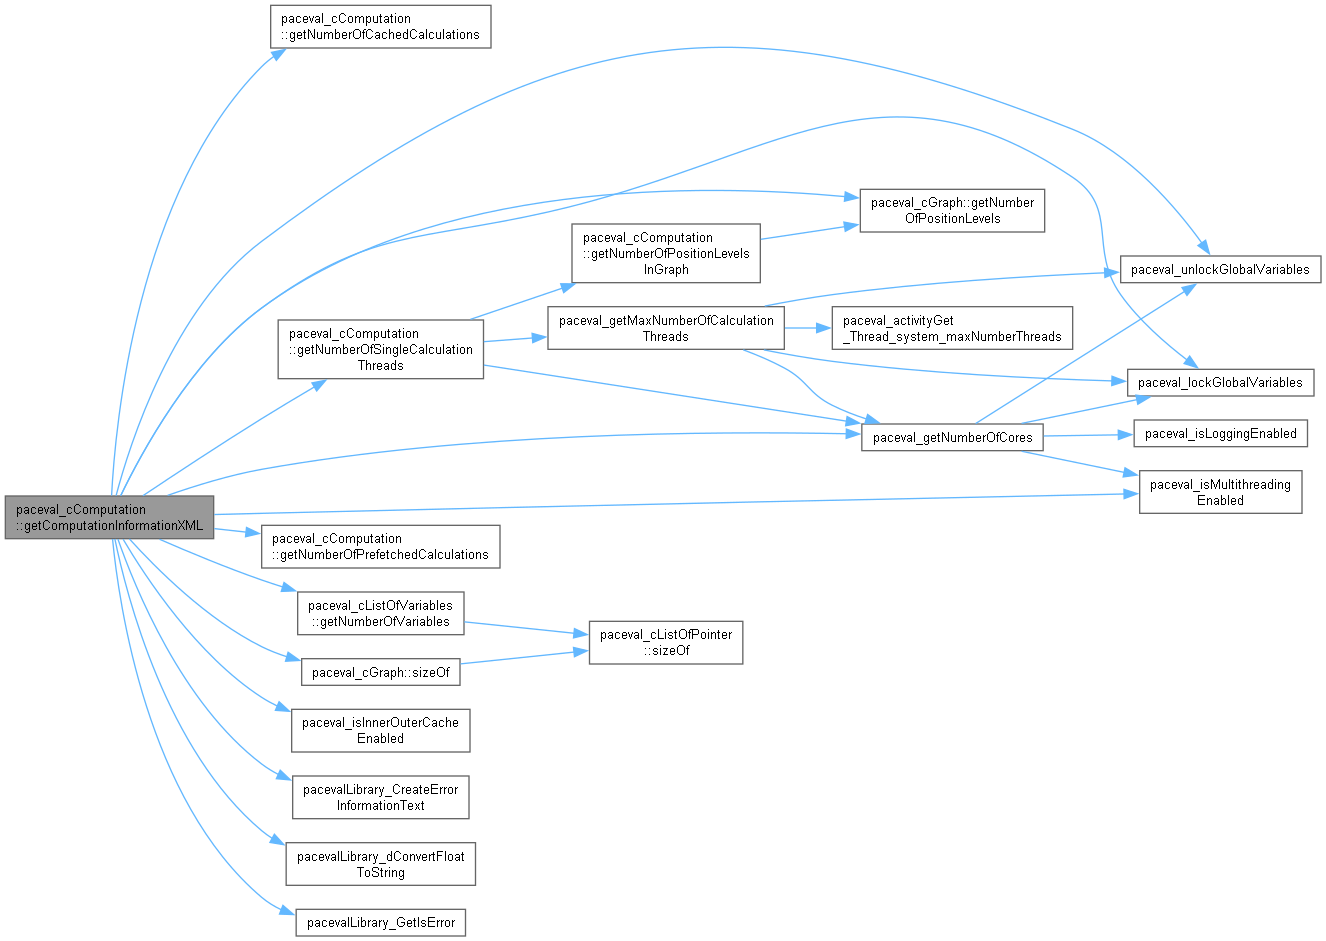 paceval_cComputation
::getNumberOfCachedCalculations
paceval_cGraph::getNumber
OfPositionLevels
paceval_cComputation
::getNumberOfPositionLevels
InGraph
paceval_unlockGlobalVariables
paceval_getMaxNumberOfCalculation
Threads
paceval_activityGet
_Thread_system_maxNumberThreads
paceval_cComputation
::getNumberOfSingleCalculation
Threads
paceval_lockGlobalVariables
paceval_getNumberOfCores
paceval_isLoggingEnabled
paceval_isMultithreading
Enabled
paceval_cComputation
::getComputationInformationXML
paceval_cComputation
::getNumberOfPrefetchedCalculations
paceval_cListOfVariables
::getNumberOfVariables
paceval_cListOfPointer
::sizeOf
paceval_cGraph::sizeOf
paceval_isInnerOuterCache
Enabled
pacevalLibrary_CreateError
InformationText
pacevalLibrary_dConvertFloat
ToString
pacevalLibrary_GetIsError